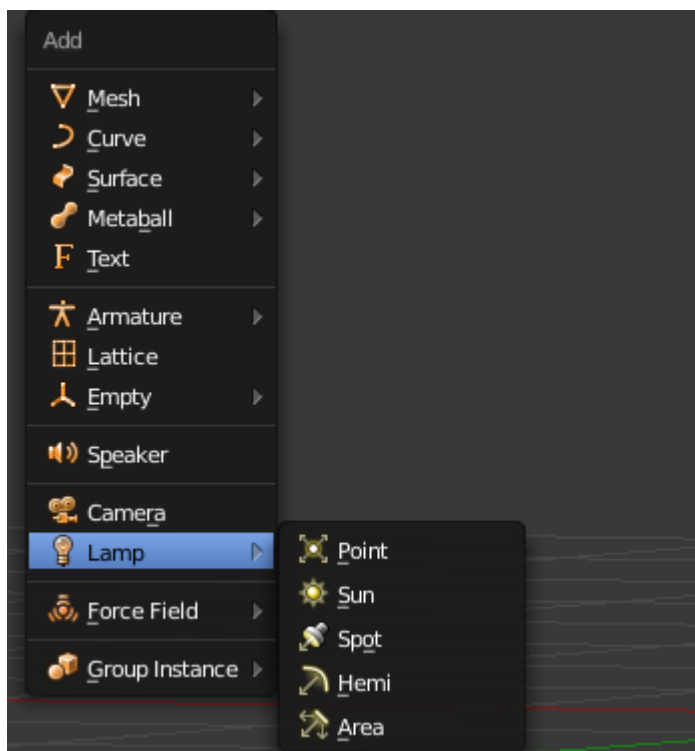 Add
Mesh
Curve
Surface
Metaball
Text
Armature
Lattice
Empty
Speaker
Camera
Lamp
Force Field
Group Instance
Point
Sun
Spot
Hemi
Area